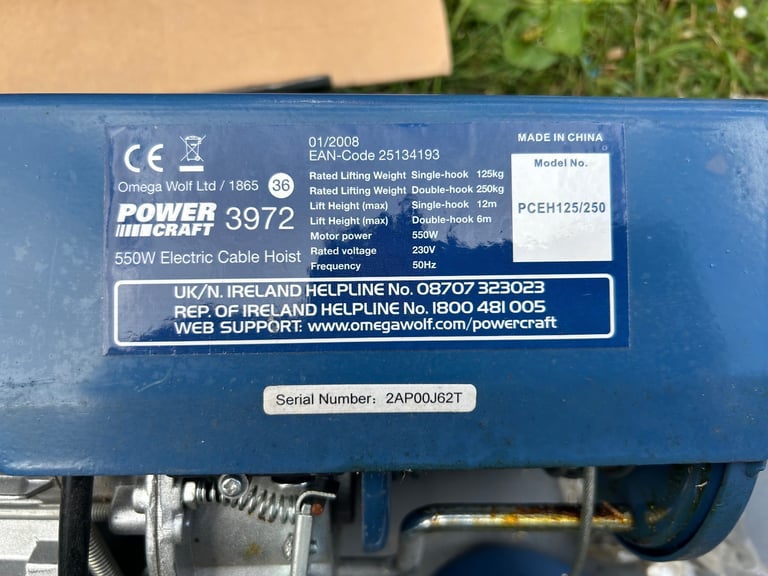 CE
Omega Wolf Ltd / 1865 36
POWER CRAFT 3972
550W Electric Cable Hoist
01/2008
EAN-Code 25134193
Rated Lifting Weight Single-hook 125kg
Rated Lifting Weight Double-hook 250kg
Lift Height (max) Single-hook 12m
Lift Height (max) Double-hook 6m
Motor power 550W
Rated voltage 230V
Frequency 50Hz
MADE IN CHINA
Model No.
PCEH125/250
UK/N. IRELAND HELPLINE No. 08707 323023
REP. OF IRELAND HELPLINE No. 1800 481 005
WEB SUPPORT: www.omegawolf.com/powercraft
Serial Number: 2AP00J62T